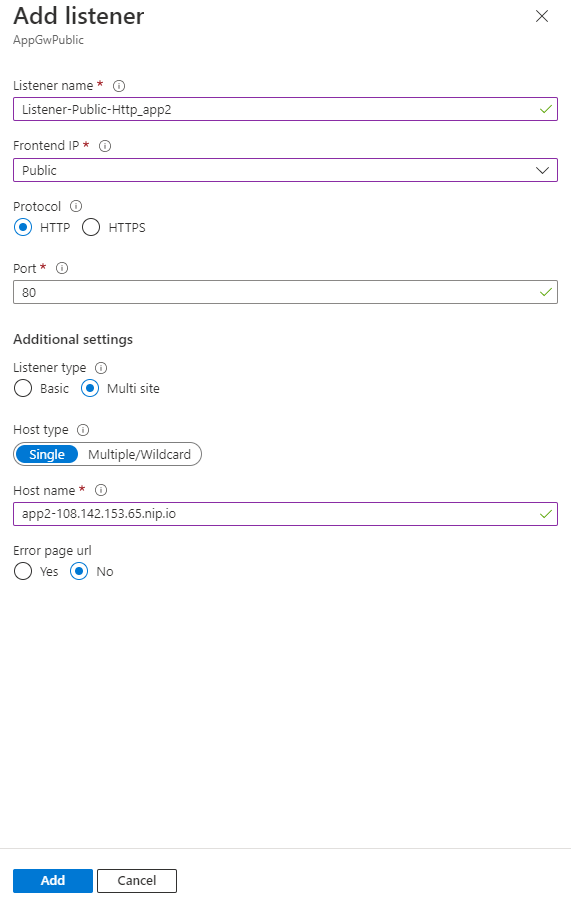 Add listener
AppGwPublic
Listener name *
Listener-Public-Http_app2
Frontend IP *
Public
Protocol
HTTP HTTPS
Port *
80
Additional settings
Listener type
Basic Multi site
Host type
Single Multiple/Wildcard
Host name *
app2-108.142.153.65.nip.io
Error page url
Yes No
Add Cancel